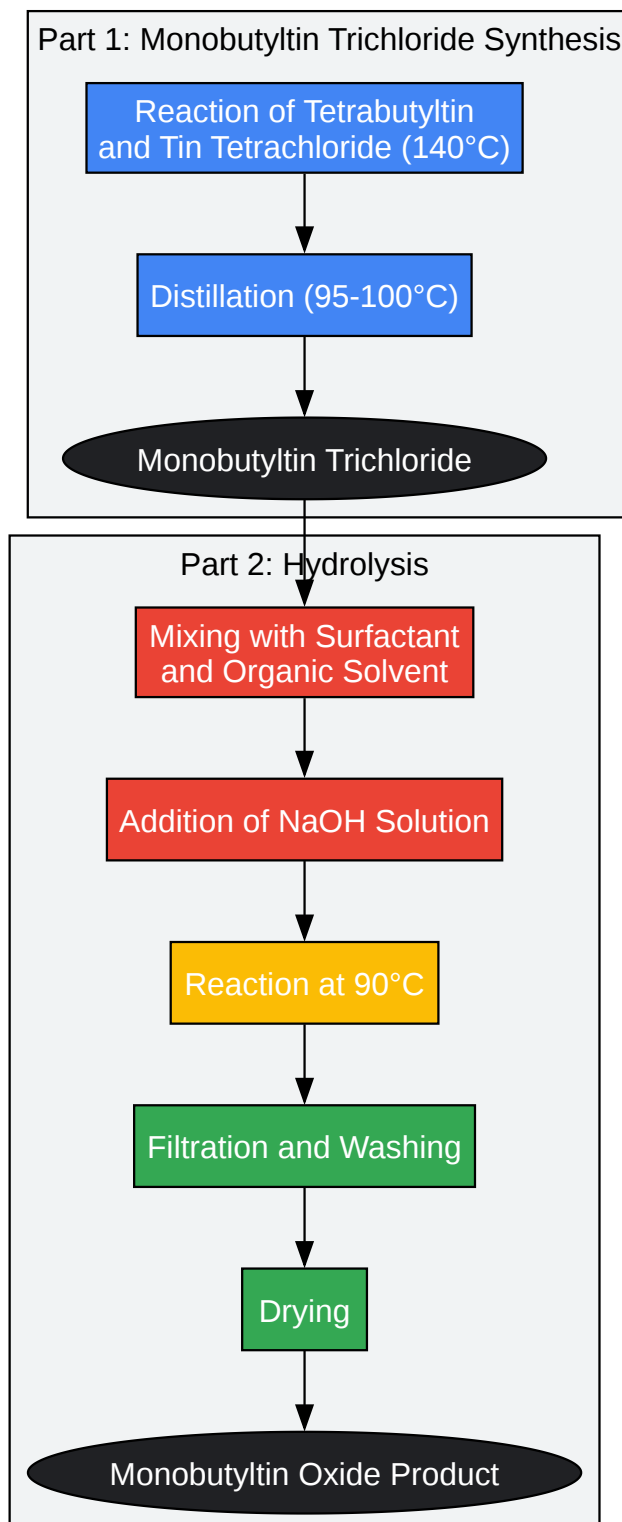 Part 1: Monobutyltin Trichloride Synthesis
Reaction of Tetrabutyltin
and Tin Tetrachloride (140°C)
Distillation (95-100°C)
Monobutyltin Trichloride
Part 2: Hydrolysis
Mixing with Surfactant
and Organic Solvent
Addition of NaOH Solution
Reaction at 90°C
Filtration and Washing
Drying
Monobutyltin Oxide Product